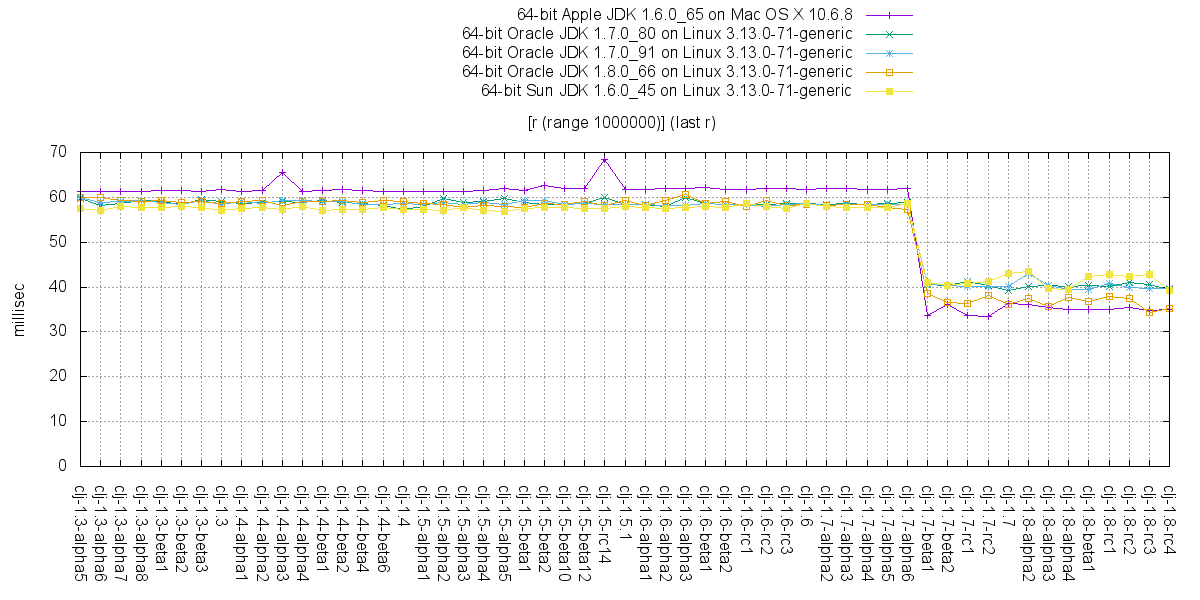 64-bit Apple JDK 1.6.0_65 on Mac OS X 10.6.8
64-bit Oracle JDK 1.7.0_80 on Linux 3.13.0-71-generic
64-bit Oracle JDK 1.7.0_91 on Linux 3.13.0-71-generic
64-bit Oracle JDK 1.8.0_66 on Linux 3.13.0-71-generic
64-bit Sun JDK 1.6.0_45 on Linux 3.13.0-71-generic
[r (range 1000000)] (last r)
70
60
50
40
30
20
10
0
millisec
clj-1.3-alpha5
clj-1.3-alpha6
clj-1.3-alpha7
clj-1.3-alpha8
clj-1.3-beta1
clj-1.3-beta2
clj-1.3-beta3
clj-1.3
clj-1.4-alpha1
clj-1.4-alpha2
clj-1.4-alpha3
clj-1.4-alpha4
clj-1.4-beta1
clj-1.4-beta2
clj-1.4-beta4
clj-1.4-beta6
clj-1.4
clj-1.5-alpha1
clj-1.5-alpha2
clj-1.5-alpha3
clj-1.5-alpha4
clj-1.5-alpha5
clj-1.5-beta1
clj-1.5-beta2
clj-1.5-beta10
clj-1.5-beta12
clj-1.5-rc14
clj-1.5.1
clj-1.6-alpha1
clj-1.6-alpha2
clj-1.6-alpha3
clj-1.6-beta1
clj-1.6-beta2
clj-1.6-rc1
clj-1.6-rc2
clj-1.6-rc3
clj-1.6
clj-1.7-alpha2
clj-1.7-alpha3
clj-1.7-alpha4
clj-1.7-alpha5
clj-1.7-alpha6
clj-1.7-beta1
clj-1.7-beta2
clj-1.7-rc1
clj-1.7-rc2
clj-1.7
clj-1.8-alpha2
clj-1.8-alpha3
clj-1.8-alpha4
clj-1.8-beta1
clj-1.8-rc1
clj-1.8-rc2
clj-1.8-rc3
clj-1.8-rc4